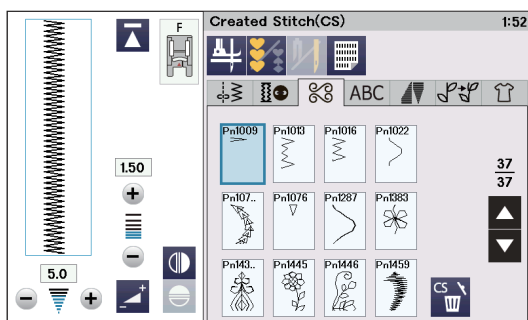 F
1.50
5.0
Created Stitch(CS) 1:52
ABC
Pn1009 Pn1013 Pn1016 Pn1022
Pn107.. Pn1076 Pn1287 Pn1383
Pn143.. Pn1445 Pn1446 Pn1459
37
37
CS